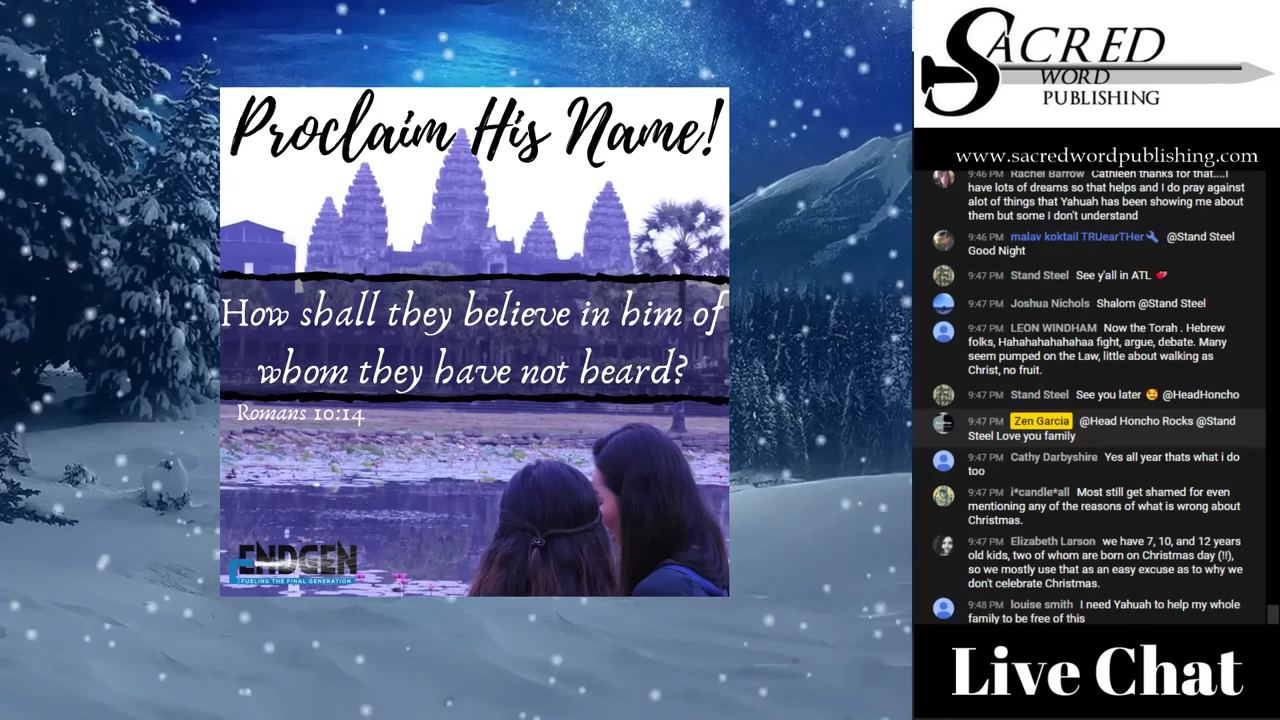 Proclaim His Name!
How shall they believe in him of
whom they have not heard?
Romans 10:14
ENDGEN
FUELING THE FINAL GENERATION
SACRED
WORD
PUBLISHING
www.sacredwordpublishing.com
9:46 PM Rachel Barrow Cathleen thanks for that....I
have lots of dreams so that helps and I do pray against
alot of things that Yahuah has been showing me about
them but some I don't understand
9:46 PM malav koktail TRUearTHer @Stand Steel
Good Night
9:47 PM Stand Steel See y'all in ATL
9:47 PM Joshua Nichols Shalom @Stand Steel
9:47 PM LEON WINDHAM Now the Torah . Hebrew
folks, Hahahahahahahaa fight, argue, debate. Many
seem pumped on the Law, little about walking as
Christ, no fruit.
9:47 PM Stand Steel See you later 🥰 @HeadHoncho
9:47 PM Zen Garcia @Head Honcho Rocks @Stand
Steel Love you family
9:47 PM Cathy Darbyshire Yes all year thats what i do
too
9:47 PM i*candle*all Most still get shamed for even
mentioning any of the reasons of what is wrong about
Christmas.
9:47 PM Elizabeth Larson we have 7, 10, and 12 years
old kids, two of whom are born on Christmas day (!!),
so we mostly use that as an easy excuse as to why we
don't celebrate Christmas.
9:48 PM louise smith I need Yahuah to help my whole
family to be free of this
Live Chat